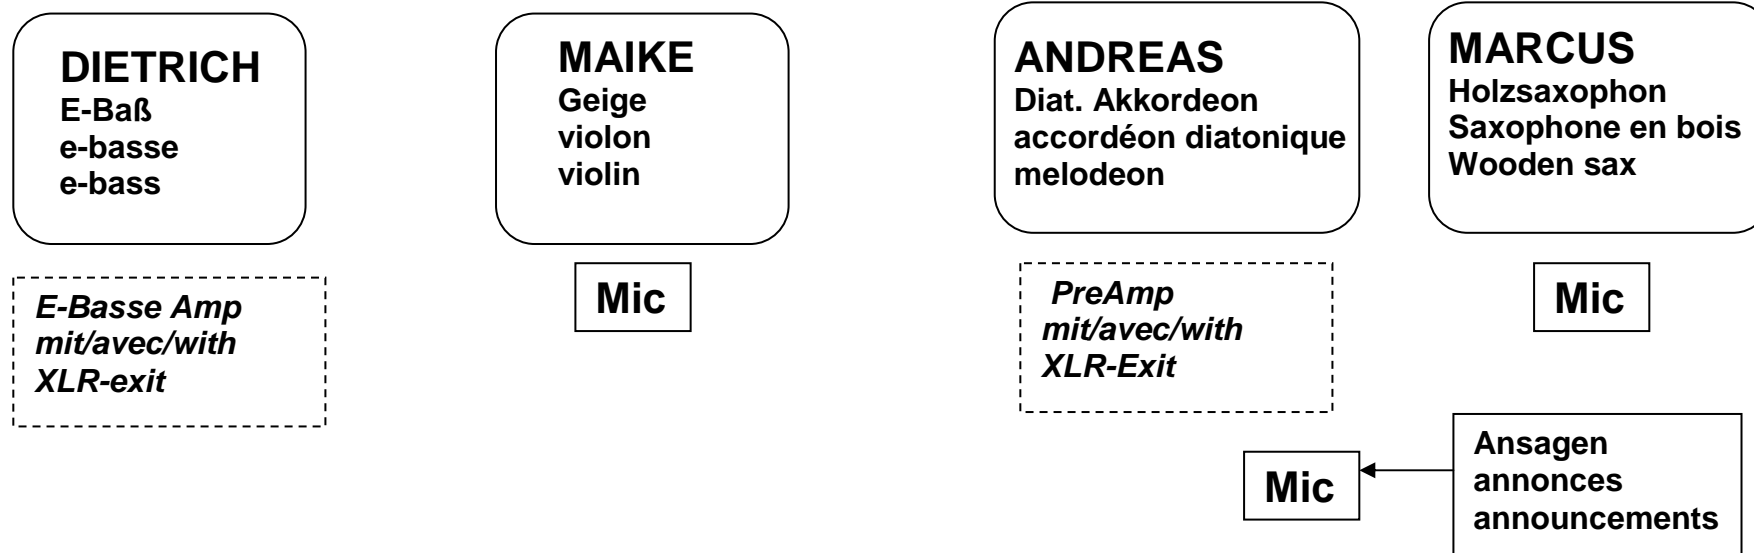 DIETRICH
E-Baß
e-basse
e-bass
MAIKE
Geige
violon
violin
ANDREAS
Diat. Akkordeon
accordéon diatonique
melodeon
MARCUS
Holzsaxophon
Saxophone en bois
Wooden sax
E-Basse Amp
mit/avec/with
XLR-exit
Mic
PreAmp
mit/avec/with
XLR-Exit
Mic
Mic
Ansagen
annonces
announcements